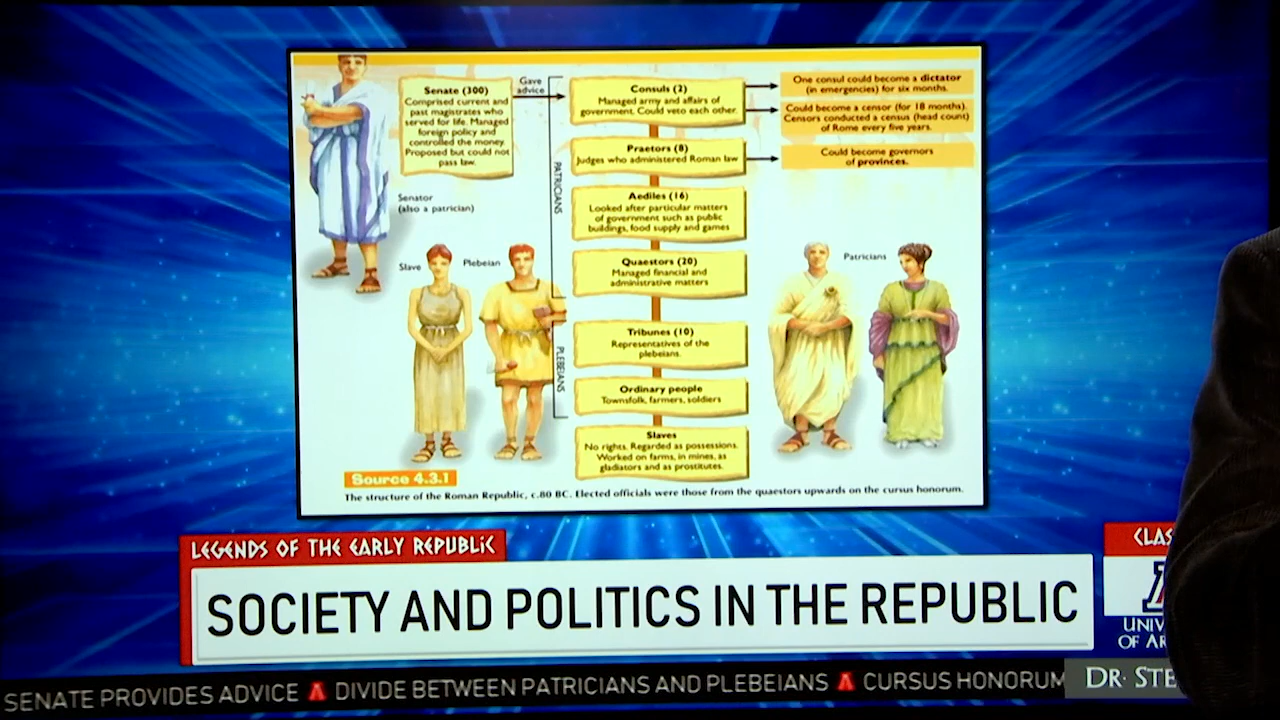 Senate (300)
Comprised current and
past magistrates who
served for life. Managed
foreign policy and
controlled the money.
Proposed but could not
pass law.
Gave
advice
Consuls (2)
Managed army and affairs of
government. Could veto each other.
One consul could become a dictator
(in emergencies) for six months.
Could become a censor (for 18 months).
Censors conducted a census (head count)
of Rome every five years.
Praetors (8)
Judges who administered Roman law
Could become governors
of provinces.
PATRICIANS
Aediles (16)
Looked after particular matters
of government such as public
buildings, food supply and games
Senator
(also a patrician)
Slave
Plebeian
Quaestors (20)
Managed financial and
administrative matters
Patricians
Tribunes (10)
Representatives of the
plebeians.
PLEBEIANS
Ordinary people
Townsfolk, farmers, soldiers
Slaves
No rights. Regarded as possessions.
Worked on farms, in mines, as
gladiators and as prostitutes.
Source 4.3.1
The structure of the Roman Republic, c.80 BC. Elected officials were those from the quaestors upwards on the cursus honorum.
LEGENDS OF THE EARLY REPUBLIC
SOCIETY AND POLITICS IN THE REPUBLIC
CLAS
A
UNIV
OF AR
SENATE PROVIDES ADVICE A DIVIDE BETWEEN PATRICIANS AND PLEBEIANS A CURSUS HONORUM
DR. STE